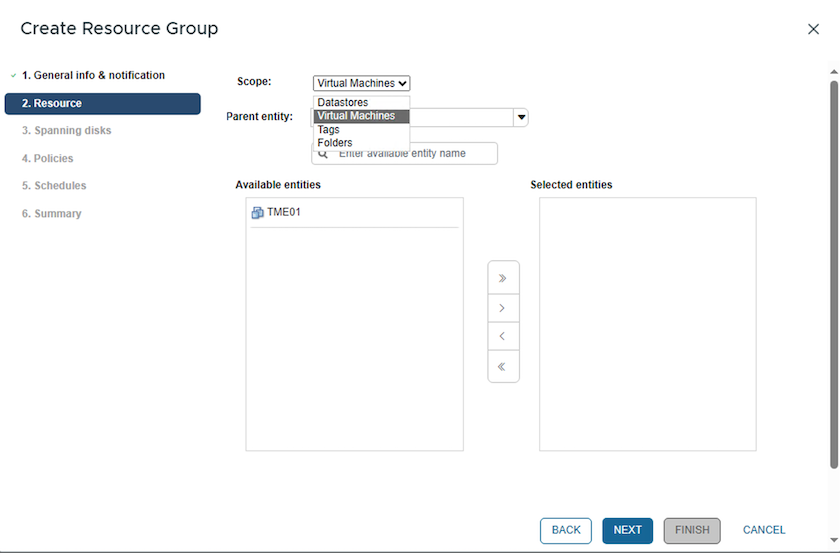 Create Resource Group
1. General info & notification
2. Resource
3. Spanning disks
4. Policies
5. Schedules
6. Summary
Scope:
Virtual Machines
Datastores
Virtual Machines
Tags
Folders
Parent entity:
Enter available entity name
Available entities
Selected entities
TME01
BACK
NEXT
FINISH
CANCEL